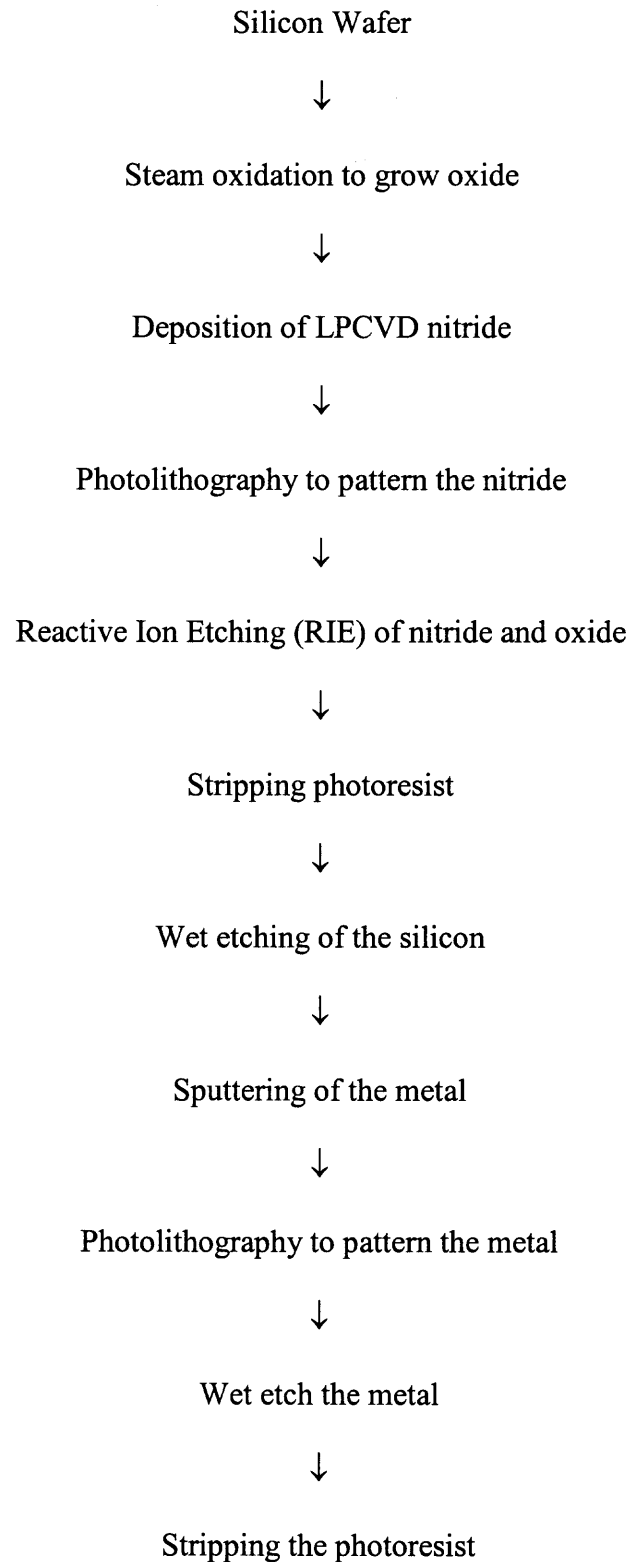 Silicon Wafer
↓
Steam oxidation to grow oxide
↓
Deposition of LPCVD nitride
↓
Photolithography to pattern the nitride
↓
Reactive Ion Etching (RIE) of nitride and oxide
↓
Stripping photoresist
↓
Wet etching of the silicon
↓
Sputtering of the metal
↓
Photolithography to pattern the metal
↓
Wet etch the metal
↓
Stripping the photoresist